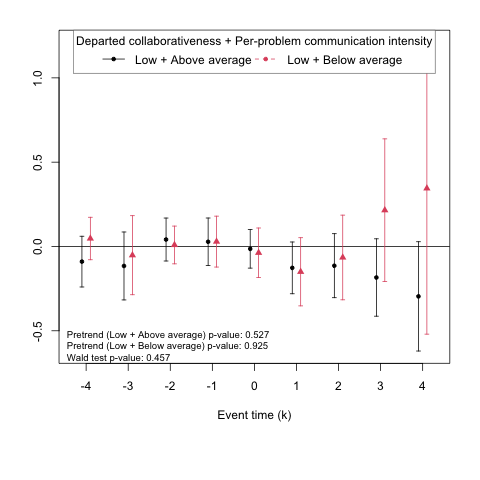 Departed collaborativeness + Per-problem communication intensity
Low + Above average
Low + Below average
1.0
0.5
0.0
-0.5
Pretrend (Low + Above average) p-value: 0.527
Pretrend (Low + Below average) p-value: 0.925
Wald test p-value: 0.457
-4 -3 -2 -1 0 1 2 3 4
Event time (k)